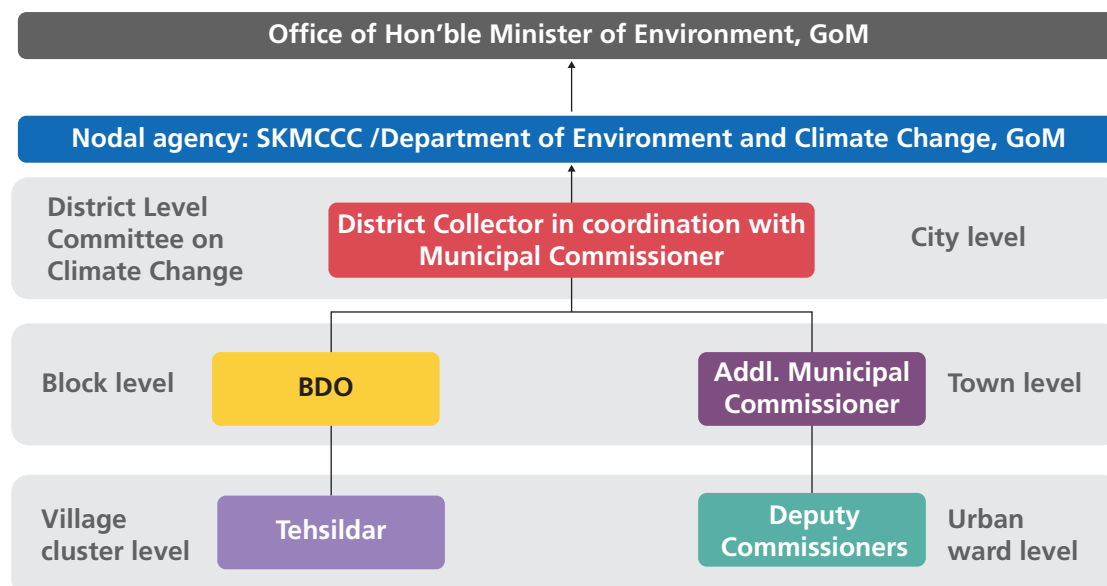 Office of Hon’ble Minister of Environment, GoM
Nodal agency: SKMCCC /Department of Environment and Climate Change, GoM
District Level
Committee on
Climate Change
District Collector in coordination with
Municipal Commissioner
City level
Block level
BDO
Addl. Municipal
Commissioner
Town level
Village
cluster level
Tehsildar
Deputy
Commissioners
Urban
ward level